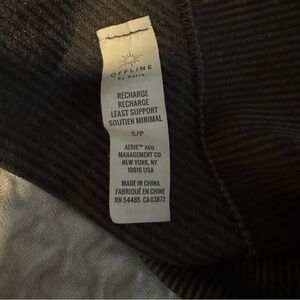 OFFLINE
by Aerie
RECHARGE
RECHARGE
LEAST SUPPORT
SOUTIEN MINIMAL
S/P
AERIE™ AEO
MANAGEMENT CO.
NEW YORK, NY
10016 USA
MADE IN CHINA
FABRIQUÉ EN CHINE
RN 54485 CA 03873